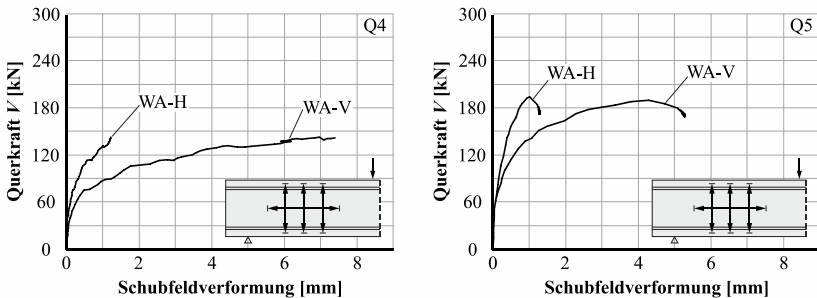 Q4
Querkraft V [kN]
300
240
180
120
60
0
WA-H
WA-V
0 2 4 6 8
Schubfeldverformung [mm]
Q5
Querkraft V [kN]
300
240
180
120
60
0
WA-H
WA-V
0 2 4 6 8
Schubfeldverformung [mm]